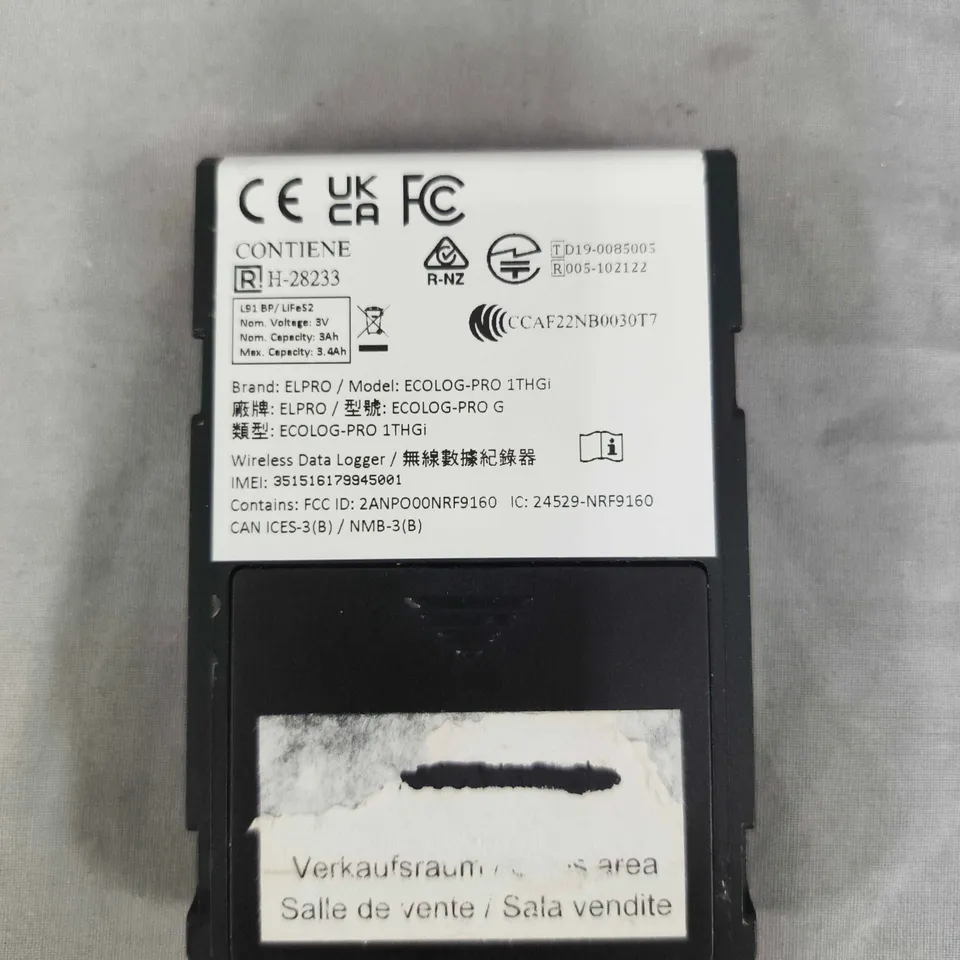 CE UK CA FC
CONTIENE
R H-28233
R-NZ
T D19-0085005
R 005-102122
L91 BP/ LiFeS2
Nom. Voltage: 3V
Nom. Capacity: 3Ah
Max. Capacity: 3.4Ah
CCAF22NB0030T7
Brand: ELPRO / Model: ECOLOG-PRO 1THGi
廠牌: ELPRO / 型號: ECOLOG-PRO G
類型: ECOLOG-PRO 1THGi
Wireless Data Logger / 無線數據紀錄器
IMEI: 351516179945001
Contains: FCC ID: 2ANPO00NRF9160 IC: 24529-NRF9160
CAN ICES-3(B) / NMB-3(B)
Verkaufsraum / area
Salle de vente / Sala vendite